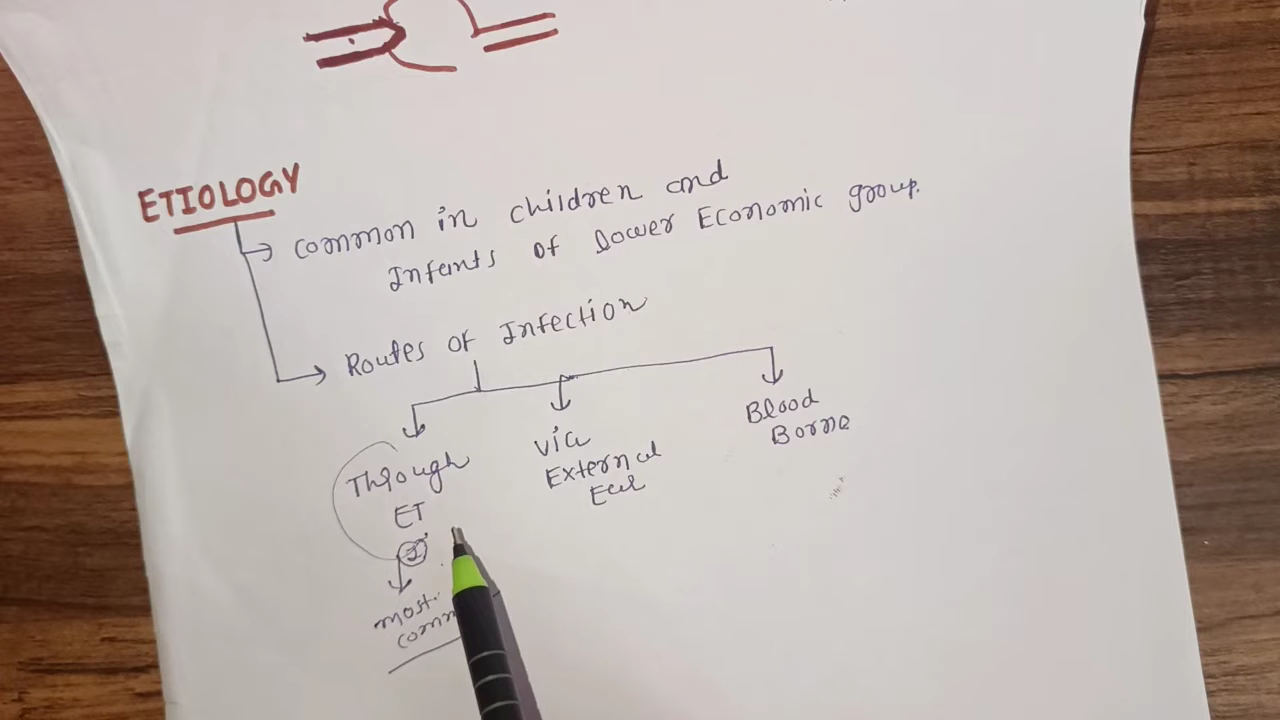 ETIOLOGY
Common in children and
Infants of lower Economic group.
Routes of Infection
Through
ET
via
External
Ear
Blood
Borne
most